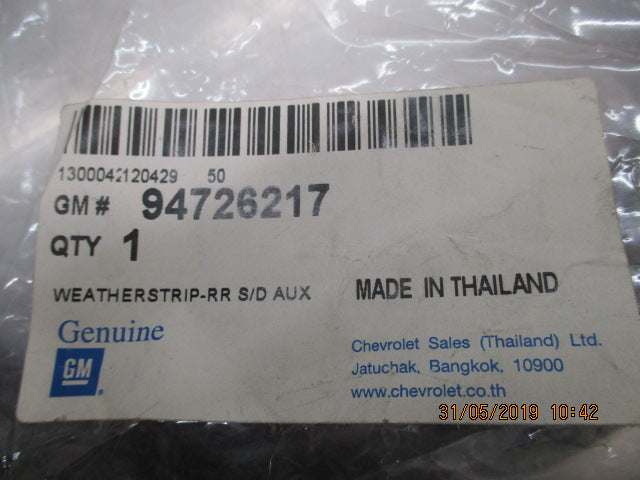 1300042120429 50
GM # 94726217
QTY 1
WEATHERSTRIP-RR S/D AUX
MADE IN THAILAND
Genuine
GM
Chevrolet Sales (Thailand) Ltd.
Jatuchak, Bangkok, 10900
www.chevrolet.co.th
31/05/2019 10:42